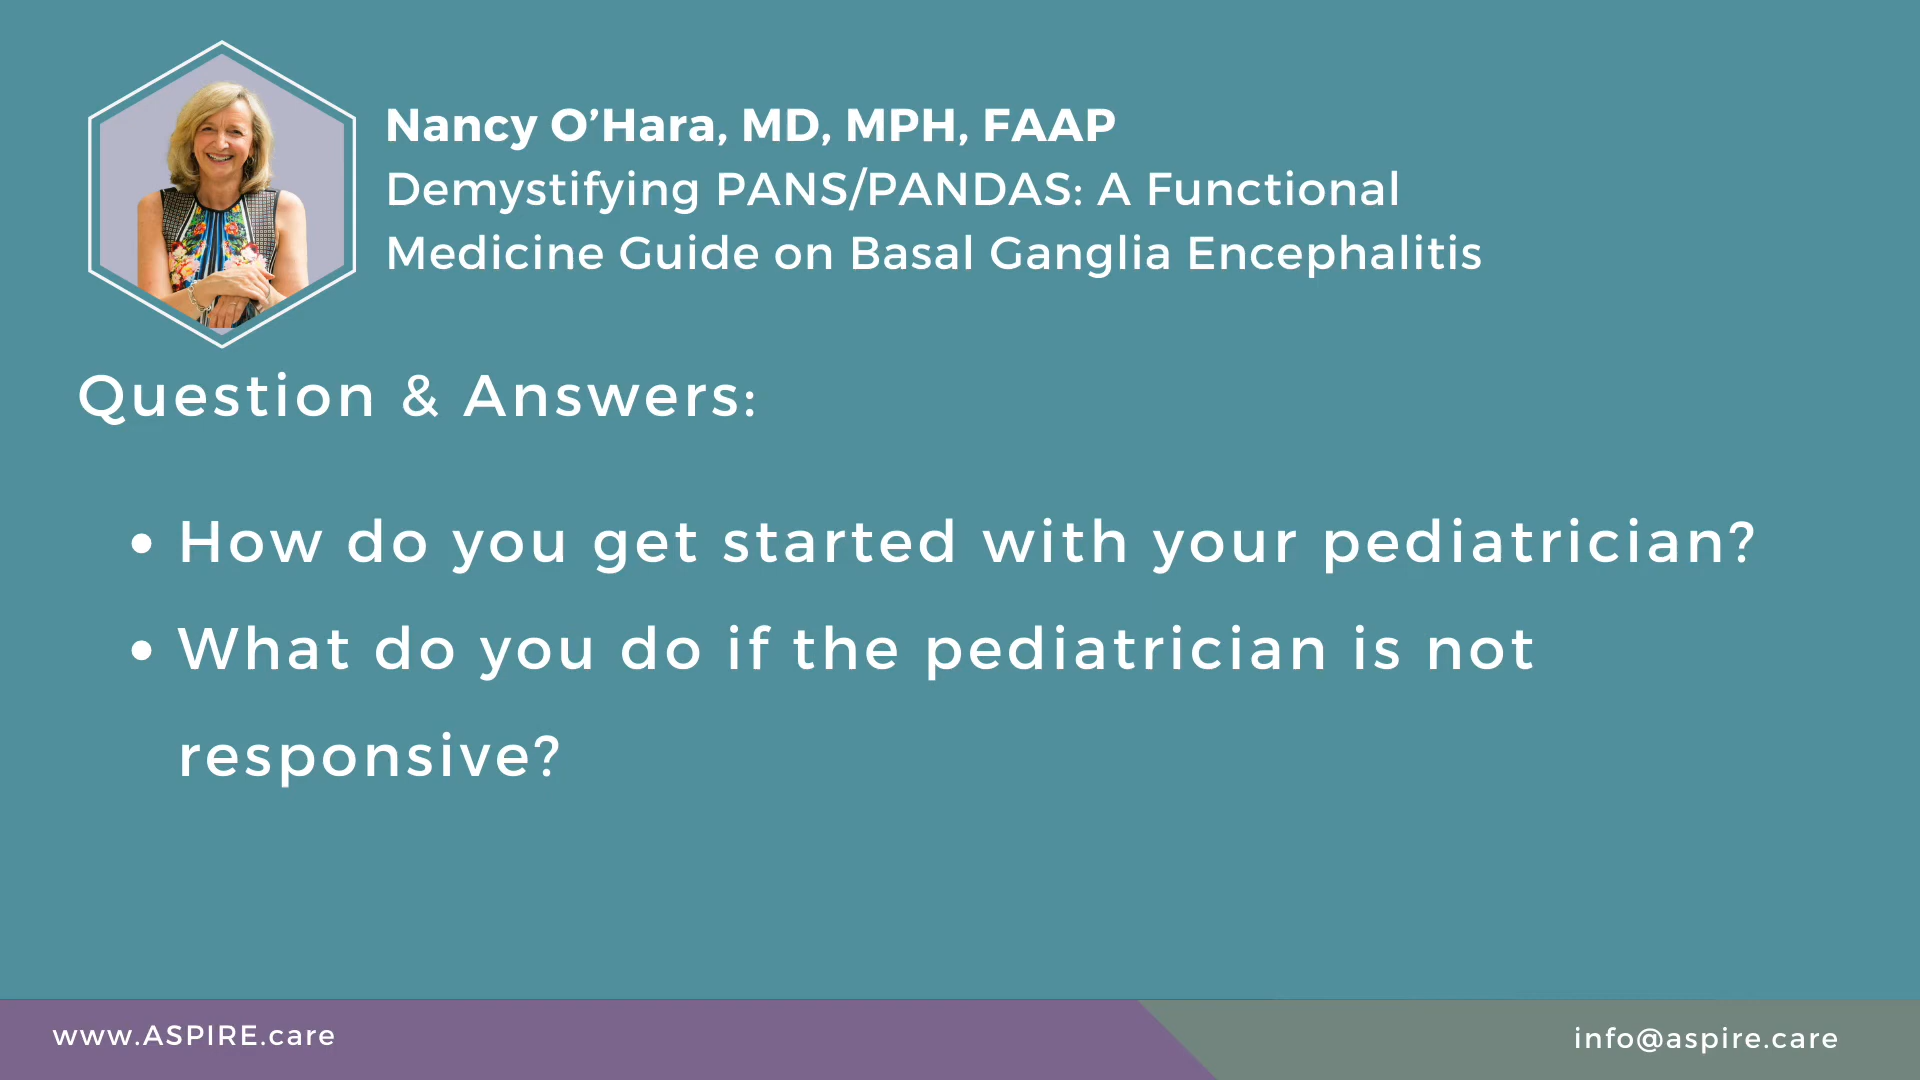 Nancy O’Hara, MD, MPH, FAAP
Demystifying PANS/PANDAS: A Functional
Medicine Guide on Basal Ganglia Encephalitis
Question & Answers:
• How do you get started with your pediatrician?
• What do you do if the pediatrician is not
responsive?
www.ASPIRE.care
info@aspire.care